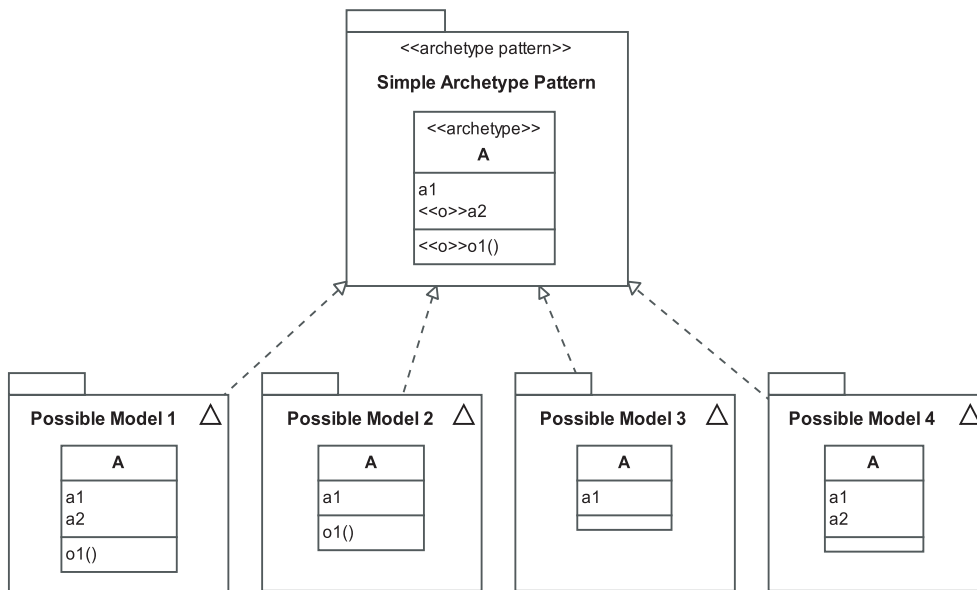 <<archetype pattern>>
Simple Archetype Pattern
<<archetype>>
A
a1
<<o>>a2
<<o>>o1()
Possible Model 1
A
a1
a2
o1()
Possible Model 2
A
a1
o1()
Possible Model 3
A
a1
Possible Model 4
A
a1
a2